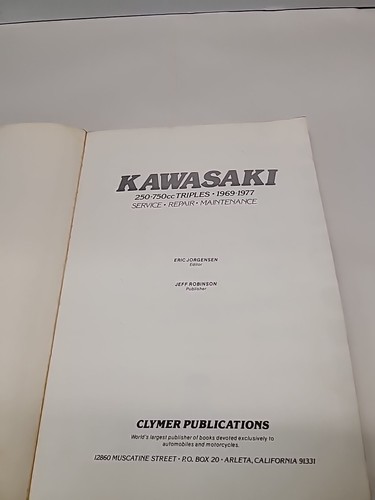 KAWASAKI
250-750cc TRIPLES • 1969-1977
SERVICE • REPAIR • MAINTENANCE
ERIC JORGENSEN
Editor
JEFF ROBINSON
Publisher
CLYMER PUBLICATIONS
World's largest publisher of books devoted exclusively to
automobiles and motorcycles.
12860 MUSCATINE STREET • P.O. BOX 20 • ARLETA, CALIFORNIA 91331